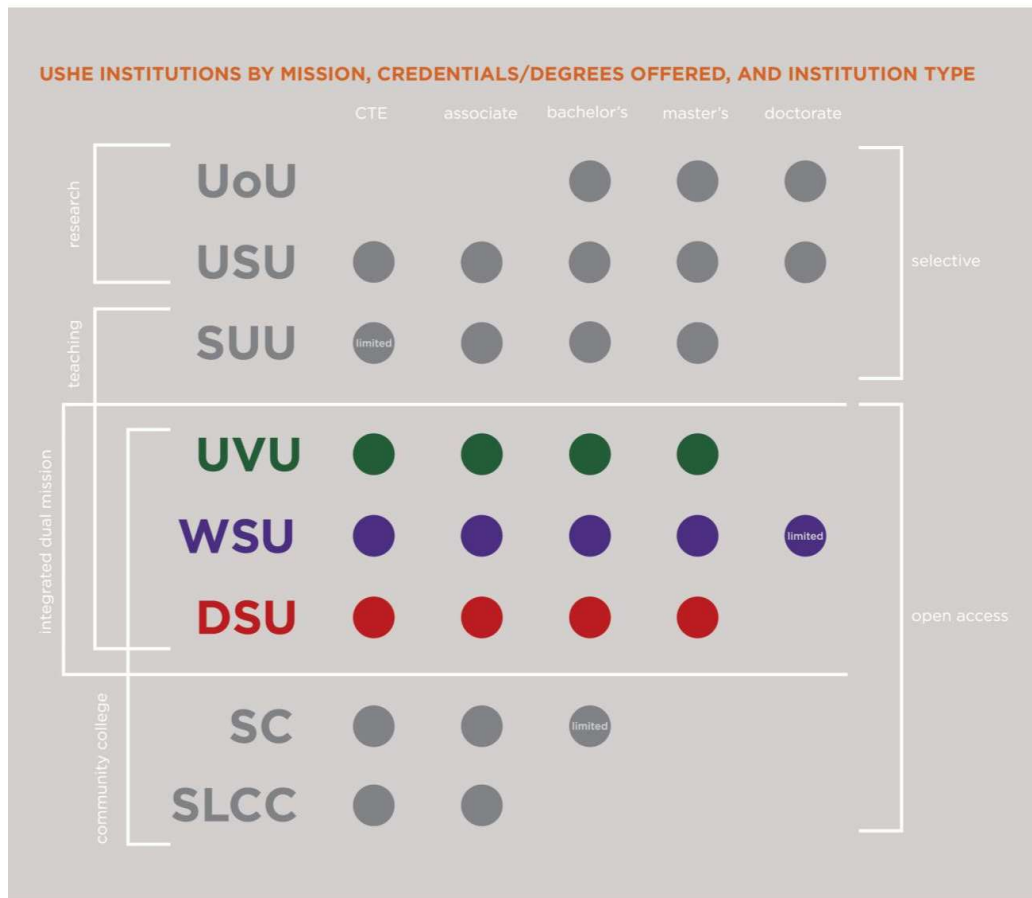 USHE INSTITUTIONS BY MISSION, CREDENTIALS/DEGREES OFFERED, AND INSTITUTION TYPE
CTE associate bachelor's master's doctorate
research
UoU
USU
selective
teaching
SUU limited
integrated dual mission
UVU
WSU limited
DSU
open access
community college
SC limited
SLCC